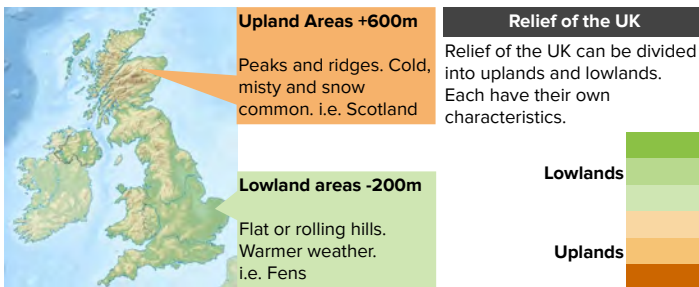 Upland Areas +600m
Peaks and ridges. Cold,
misty and snow
common. i.e. Scotland
Lowland areas -200m
Flat or rolling hills.
Warmer weather.
i.e. Fens
Relief of the UK
Relief of the UK can be divided
into uplands and lowlands.
Each have their own
characteristics.
Lowlands
Uplands